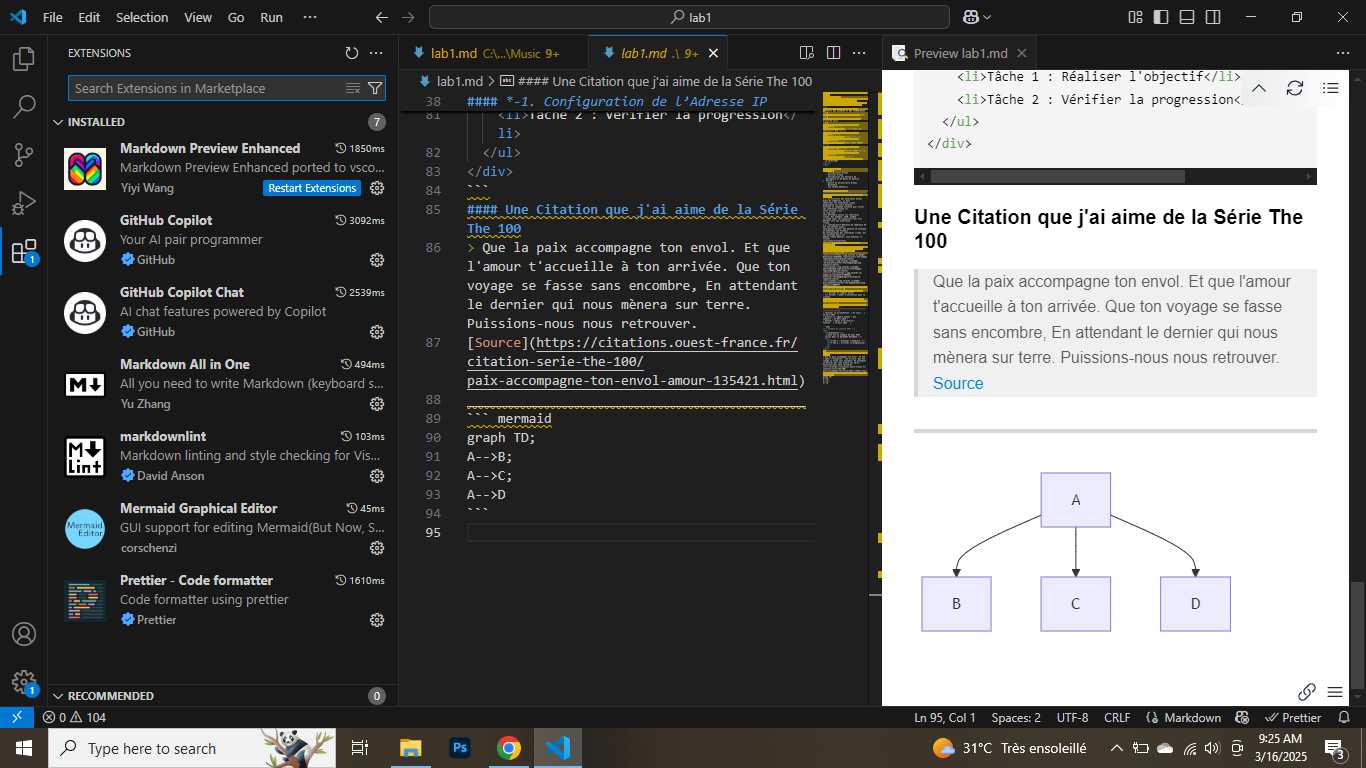 File Edit Selection View Go Run ··· lab1
EXTENSIONS
Search Extensions in Marketplace
INSTALLED 7
Markdown Preview Enhanced 1850ms
Markdown Preview Enhanced ported to vsco...
Yiyi Wang Restart Extensions
GitHub Copilot 3092ms
Your AI pair programmer
GitHub
GitHub Copilot Chat 2539ms
AI chat features powered by Copilot
GitHub
Markdown All in One 494ms
All you need to write Markdown (keyboard s...
Yu Zhang
M↓
markdownlint 103ms
Markdown linting and style checking for Vis...
David Anson
M↓ Lint
Mermaid Graphical Editor 45ms
GUI support for editing Mermaid(But Now, S...
corschenzi
Mermaid Editor
Prettier - Code formatter 1610ms
Code formatter using prettier
Prettier
RECOMMENDED 0
1
1
lab1.md C:\...\Music 9+ lab1.md .\ 9+
lab1.md > #### Une Citation que j'ai aime de la Série The 100
38 #### *-1. Configuration de l’Adresse IP
81 <li>Tâche 2 : Vérifier la progression</
li>
82 </ul>
83 </div>
84 ```
85 #### Une Citation que j'ai aime de la Série
The 100
86 > Que la paix accompagne ton envol. Et que
l'amour t'accueille à ton arrivée. Que ton
voyage se fasse sans encombre, En attendant
le dernier qui nous mènera sur terre.
Puissions-nous nous retrouver.
87 [Source](https://citations.ouest-france.fr/
citation-serie-the-100/
paix-accompagne-ton-envol-amour-135421.html)
88 ___________________________________________
89 ``` mermaid
90 graph TD;
91 A-->B;
92 A-->C;
93 A-->D
94 ```
95
Preview lab1.md
<li>Tâche 1 : Réaliser l'objectif</li>
<li>Tâche 2 : Vérifier la progression<
</ul>
</div>
Une Citation que j'ai aime de la Série The
100
Que la paix accompagne ton envol. Et que l'amour
t'accueille à ton arrivée. Que ton voyage se fasse
sans encombre, En attendant le dernier qui nous
mènera sur terre. Puissions-nous nous retrouver.
Source
A
B C D
0 104 Ln 95, Col 1 Spaces: 2 UTF-8 CRLF Markdown Prettier
Type here to search Ps 31°C Très ensoleillé 9:25 AM
3/16/2025 3